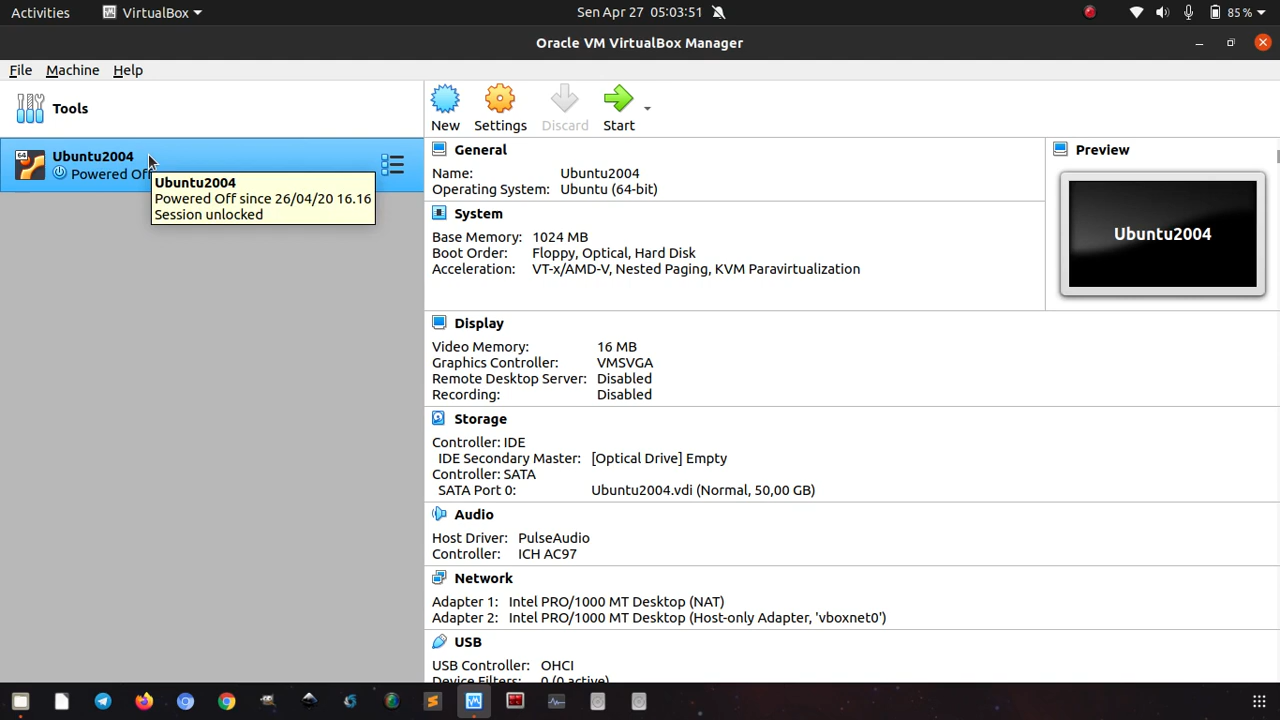 Activities VirtualBox Sen Apr 27 05:03:51 85%
Oracle VM VirtualBox Manager
File Machine Help
Tools
New Settings Discard Start
64 Ubuntu2004
Powered Off
Ubuntu2004
Powered Off since 26/04/20 16.16
Session unlocked
General
Name: Ubuntu2004
Operating System: Ubuntu (64-bit)
System
Base Memory: 1024 MB
Boot Order: Floppy, Optical, Hard Disk
Acceleration: VT-x/AMD-V, Nested Paging, KVM Paravirtualization
Preview
Ubuntu2004
Display
Video Memory: 16 MB
Graphics Controller: VMSVGA
Remote Desktop Server: Disabled
Recording: Disabled
Storage
Controller: IDE
IDE Secondary Master: [Optical Drive] Empty
Controller: SATA
SATA Port 0: Ubuntu2004.vdi (Normal, 50,00 GB)
Audio
Host Driver: PulseAudio
Controller: ICH AC97
Network
Adapter 1: Intel PRO/1000 MT Desktop (NAT)
Adapter 2: Intel PRO/1000 MT Desktop (Host-only Adapter, 'vboxnet0')
USB
USB Controller: OHCI
Device Filters: 0 (0 active)